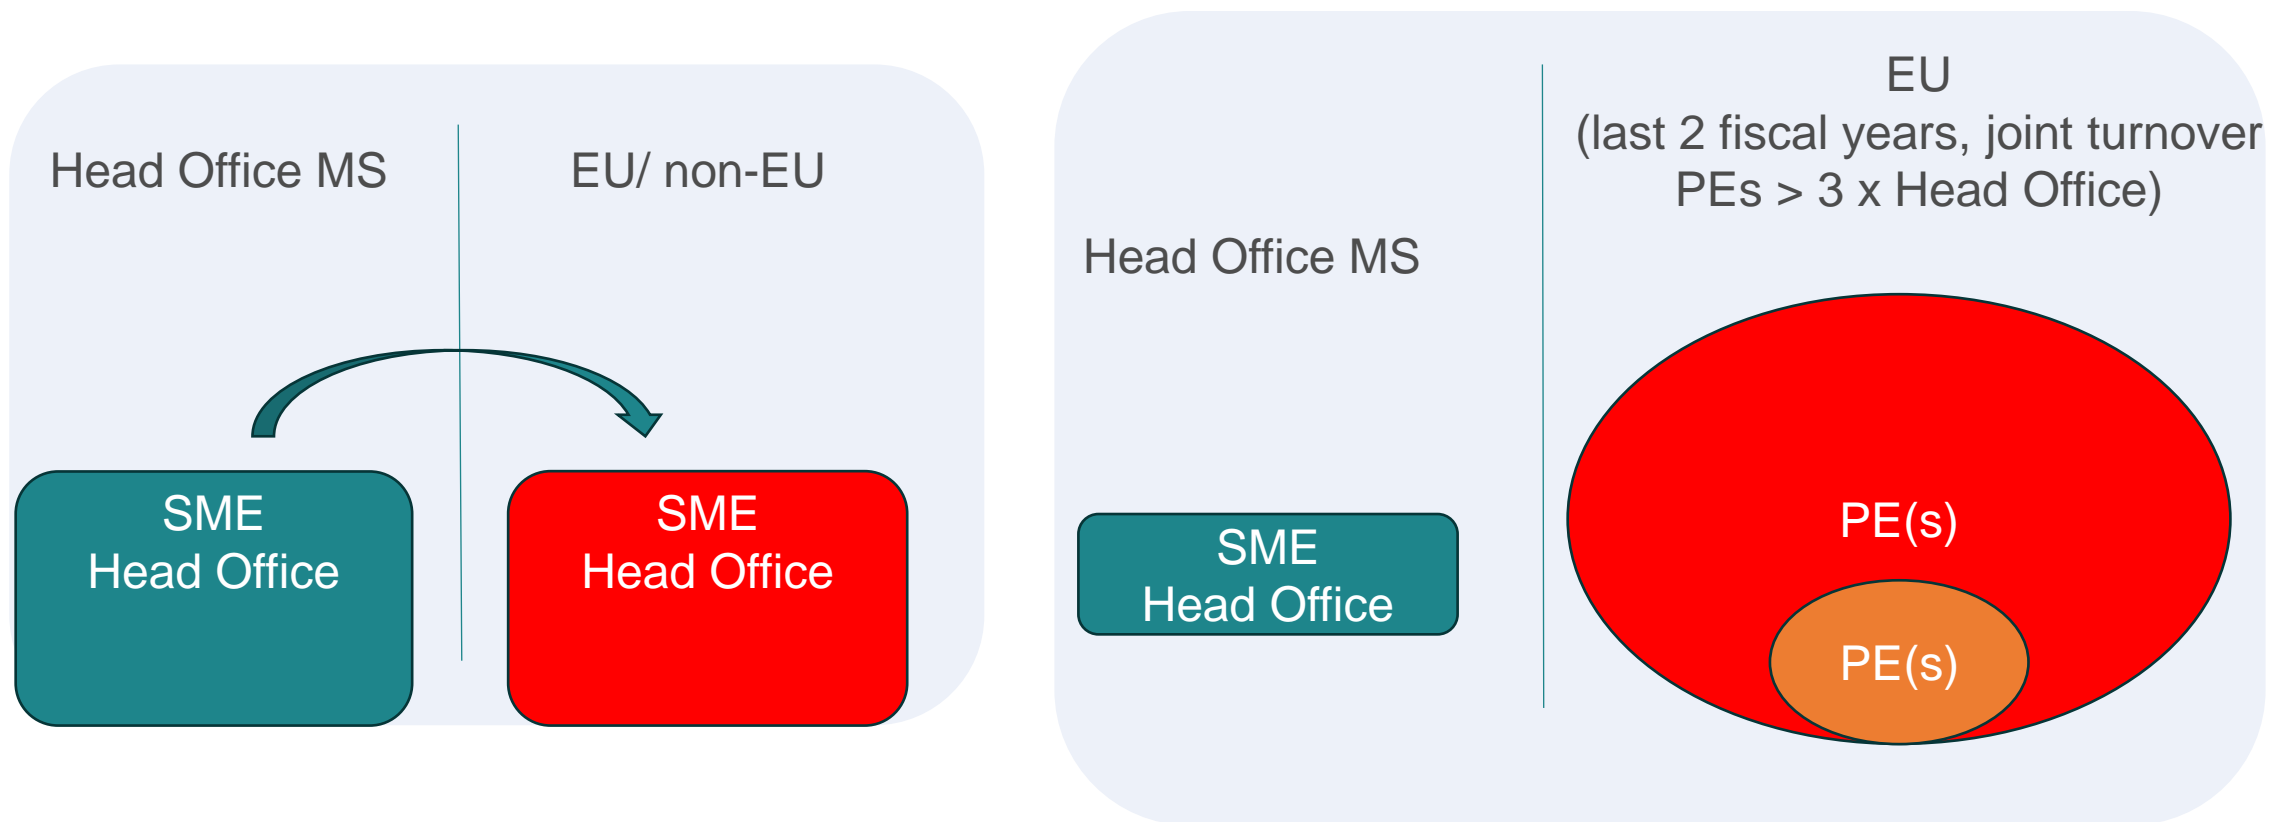 Head Office MS
EU/ non-EU
SME
Head Office
SME
Head Office
EU
(last 2 fiscal years, joint turnover
PEs > 3 x Head Office)
Head Office MS
SME
Head Office
PE(s)
PE(s)